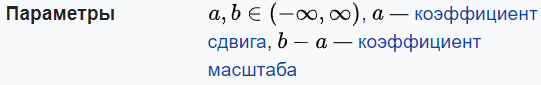 Параметры a, b ∈ (−∞, ∞), a — коэффициент
сдвига, b − a — коэффициент
масштаба